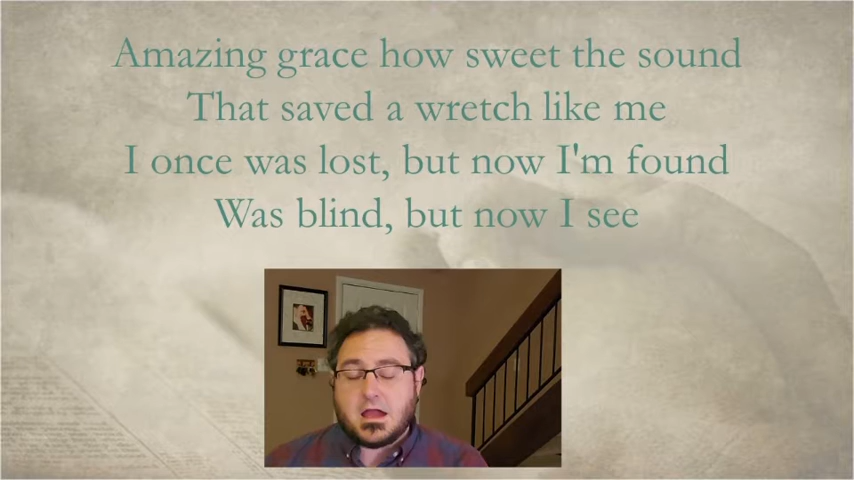 Amazing grace how sweet the sound
That saved a wretch like me
I once was lost, but now I'm found
Was blind, but now I see